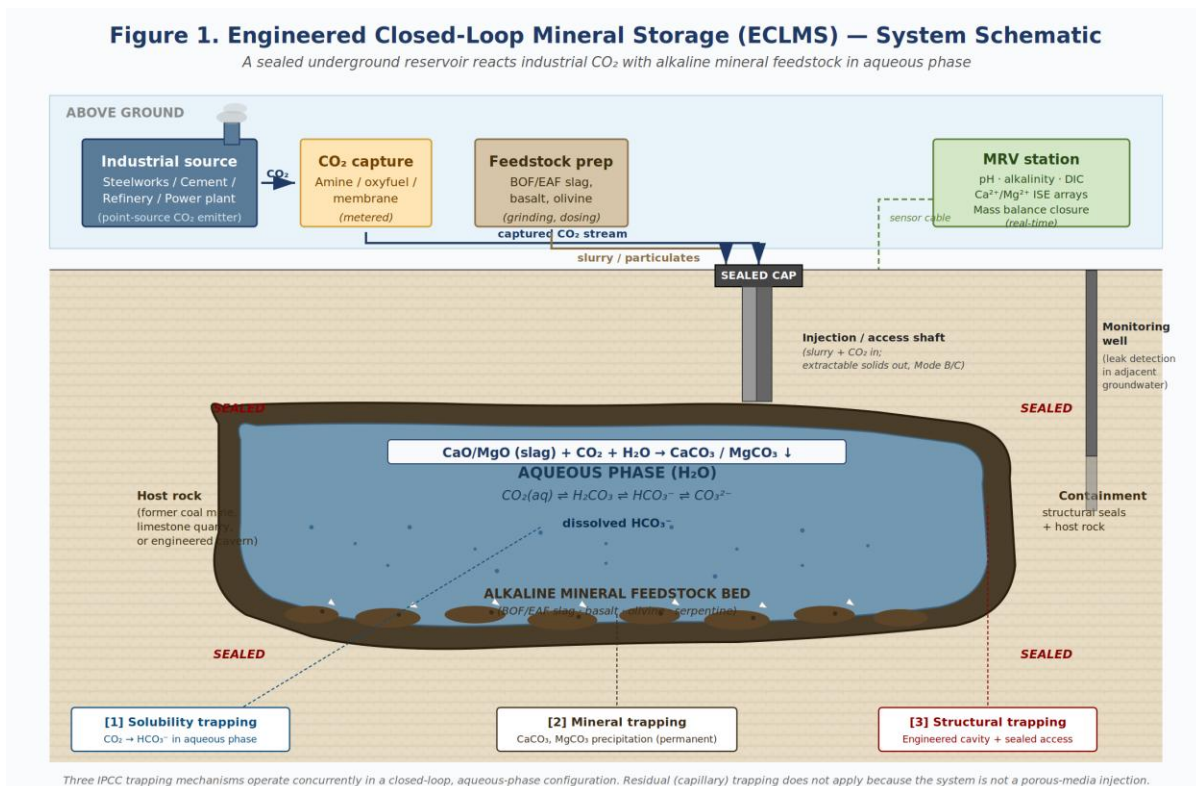 Figure 1. Engineered Closed-Loop Mineral Storage (ECLMS) — System Schematic
A sealed underground reservoir reacts industrial CO₂ with alkaline mineral feedstock in aqueous phase
ABOVE GROUND
Industrial source
Steelworks / Cement /
Refinery / Power plant
(point-source CO₂ emitter)
CO₂
CO₂ capture
Amine / oxyfuel /
membrane
(metered)
Feedstock prep
BOF/EAF slag,
basalt, olivine
(grinding, dosing)
MRV station
pH · alkalinity · DIC
Ca²⁺/Mg²⁺ ISE arrays
Mass balance closure
(real-time)
sensor cable
captured CO₂ stream
slurry / particulates
SEALED CAP
Injection / access shaft
(slurry + CO₂ in;
extractable solids out, Mode B/C)
Monitoring
well
(leak detection
in adjacent
groundwater)
SEALED
SEALED
CaO/MgO (slag) + CO₂ + H₂O → CaCO₃ / MgCO₃ ↓
AQUEOUS PHASE (H₂O)
CO₂(aq) ⇌ H₂CO₃ ⇌ HCO₃⁻ ⇌ CO₃²⁻
dissolved HCO₃⁻
Host rock
(former coal mine,
limestone quarry,
or engineered cavern)
Containment
structural seals
+ host rock
ALKALINE MINERAL FEEDSTOCK BED
(BOF/EAF slag · basalt · olivine · serpentine)
SEALED
SEALED
[1] Solubility trapping
CO₂ → HCO₃⁻ in aqueous phase
[2] Mineral trapping
CaCO₃, MgCO₃ precipitation (permanent)
[3] Structural trapping
Engineered cavity + sealed access
Three IPCC trapping mechanisms operate concurrently in a closed-loop, aqueous-phase configuration. Residual (capillary) trapping does not apply because the system is not a porous-media injection.